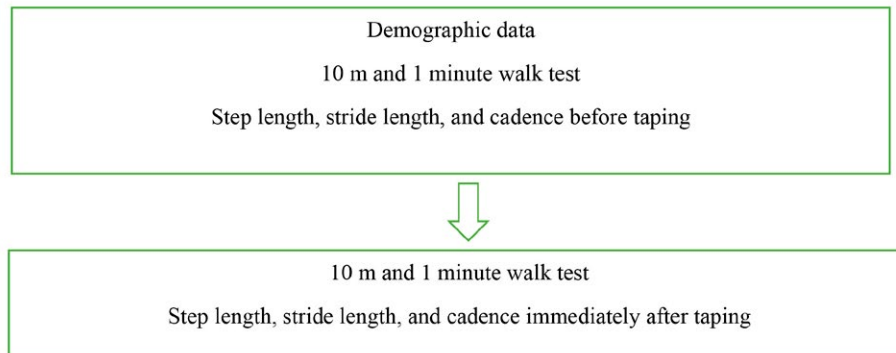 Demographic data
10 m and 1 minute walk test
Step length, stride length, and cadence before taping
10 m and 1 minute walk test
Step length, stride length, and cadence immediately after taping